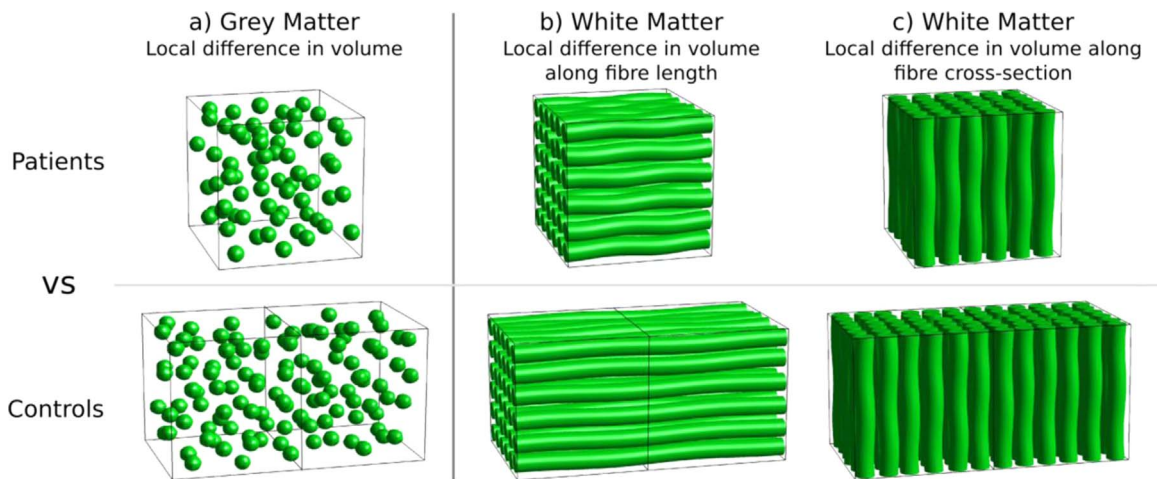 a) Grey Matter
Local difference in volume
b) White Matter
Local difference in volume
along fibre length
c) White Matter
Local difference in volume along
fibre cross-section
Patients
vs
Controls